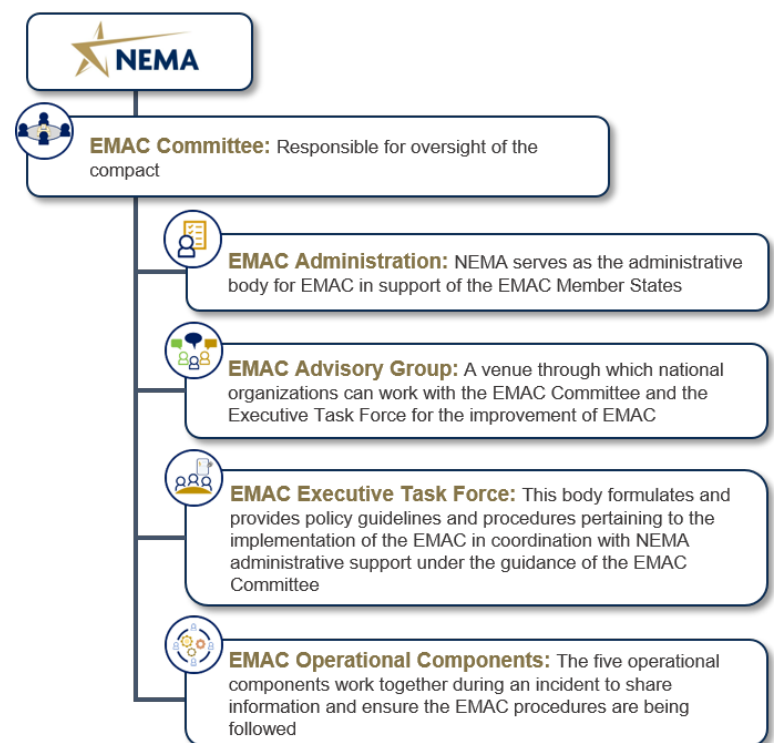 NEMA
EMAC Committee: Responsible for oversight of the
compact
EMAC Administration: NEMA serves as the administrative
body for EMAC in support of the EMAC Member States
EMAC Advisory Group: A venue through which national
organizations can work with the EMAC Committee and the
Executive Task Force for the improvement of EMAC
EMAC Executive Task Force: This body formulates and
provides policy guidelines and procedures pertaining to the
implementation of the EMAC in coordination with NEMA
administrative support under the guidance of the EMAC
Committee
EMAC Operational Components: The five operational
components work together during an incident to share
information and ensure the EMAC procedures are being
followed